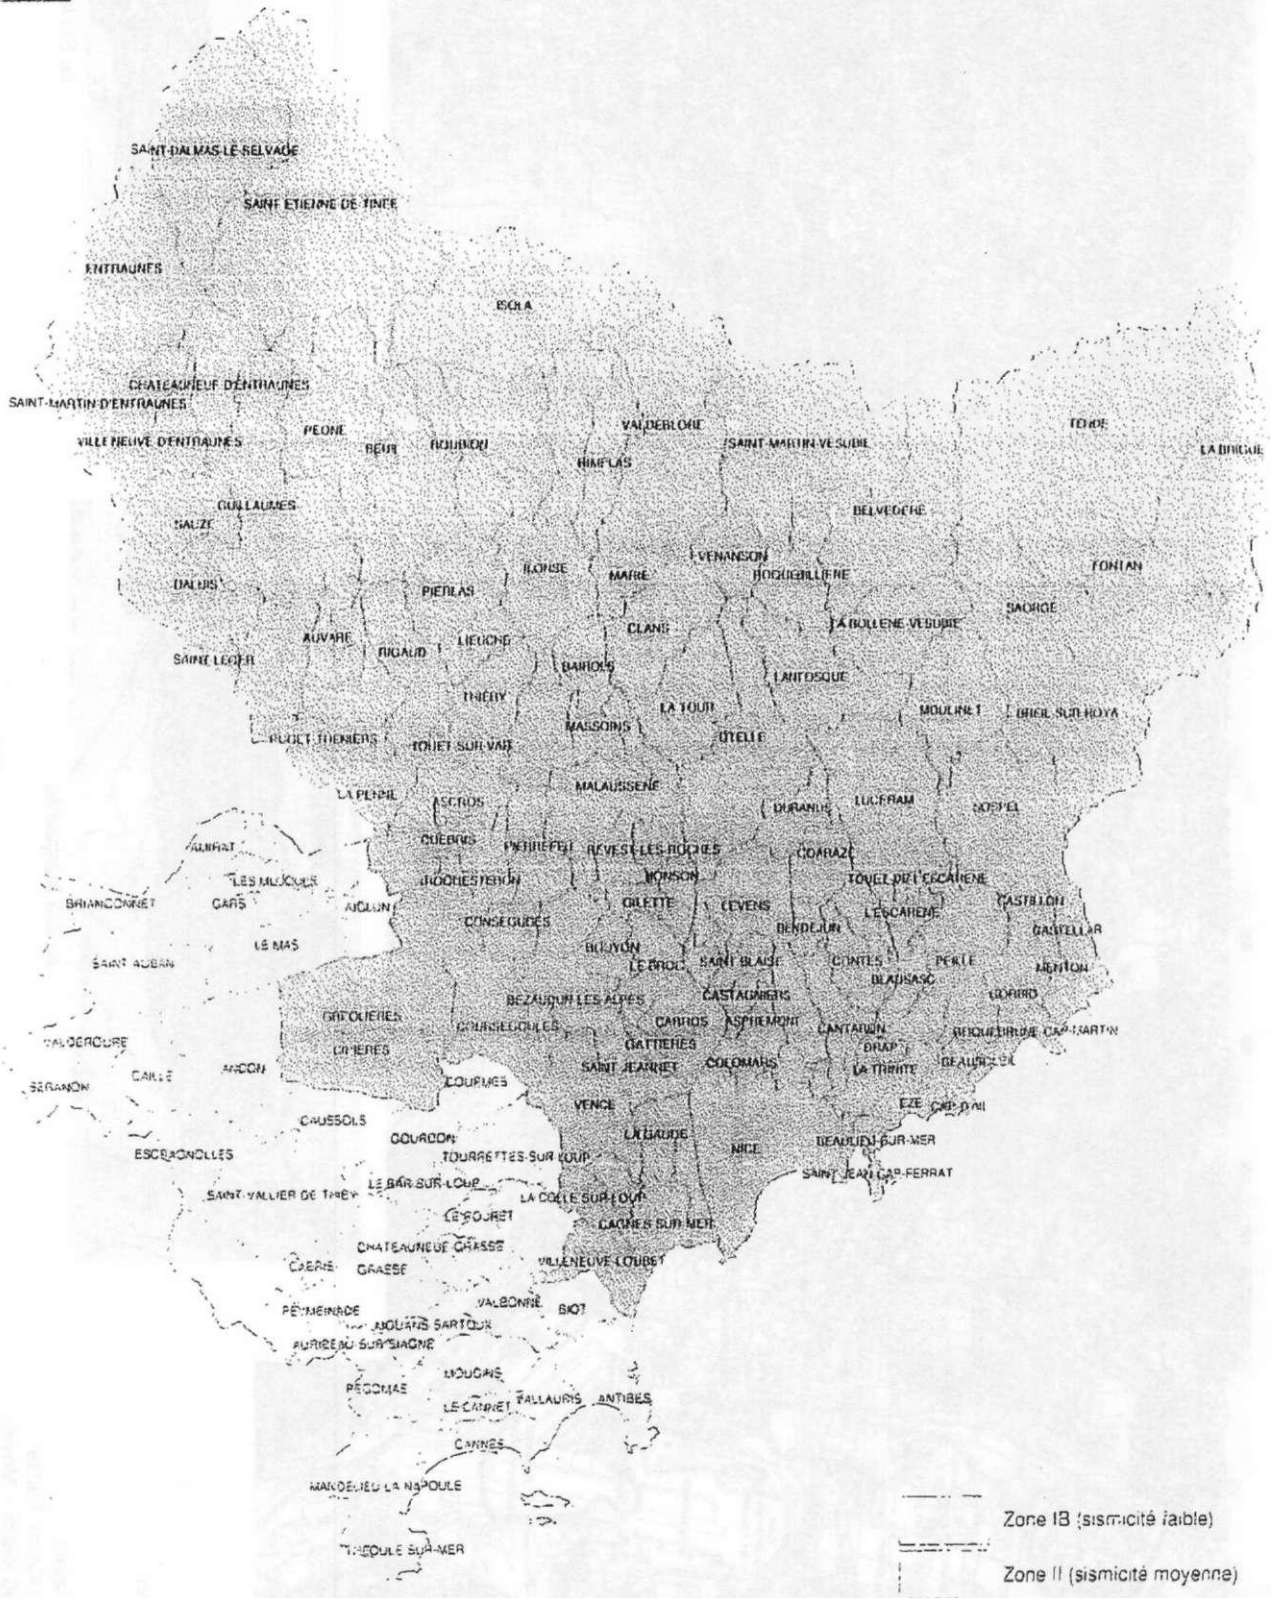 SAINT-DALMAS-LE-SELVAGE
SAINT ETIENNE DE TINEE
ENTRAUNES
ISOLA
CHATEAUNEUF D'ENTRAUNES
SAINT-MARTIN D'ENTRAUNES
VILLENEUVE D'ENTRAUNES
PEONE
BEUIL
ROUBION
VALDEBLORE
RIMPLAS
SAINT-MARTIN-VESUBIE
TENDE
LA BRIGUE
GUILLAUMES
SAUZE
BELVEDERE
DALUIS
PIERLAS
ILONSE
MARIE
VENANSON
ROQUEBILLIERE
FONTAN
SAORGE
AUVARE
RIGAUD
LIEUCHE
CLANS
LA BOLLENE-VESUBIE
SAINT LEGER
BAIROLS
LANTOSQUE
THIERY
MASSOINS
LA TOUR
UTELLE
MOULINET
BREIL-SUR-ROYA
PUGET-THENIERS
TOUET-SUR-VAR
MALAUSSENE
LA PENNE
ASCROS
DURANUS
LUCERAM
SOSPEL
AMIRAT
CUEBRIS
PIERREFEU
REVEST-LES-ROCHES
COARAZE
LES MUJOULS
ROQUESTERON
BONSON
TOUET DE L'ESCARENE
BRIANCONNET
GARS
AIGLUN
CONSEGUDES
GILETTE
LEVENS
BENDEJUN
L'ESCARENE
CASTILLON
CASTELLAR
LE MAS
SAINT AUBAN
BOUYON
LE BROC
SAINT BLAISE
CONTES
PEILLE
MENTON
BLAUSASC
GORBIO
BEZAUDUN LES ALPES
CASTAGNIERS
GREOLIERES
COURSEGOULES
CARROS
ASPREMONT
CANTARON
ROQUEBRUNE CAP-MARTIN
VALDEROURE
CIPIERES
GATTIERES
DRAP
BEAUSOLEIL
SERANON
CAILLE
ANDON
SAINT JEANNET
COLOMARS
LA TRINITE
COURMES
VENCE
EZE
CAP-D'AIL
CAUSSOLS
GOURDON
LA GAUDE
NICE
BEAULIEU-SUR-MER
ESCRAGNOLLES
TOURRETTES-SUR LOUP
SAINT JEAN CAP-FERRAT
SAINT-VALLIER DE THIEY
LE BAR-SUR-LOUP
LA COLLE SUR-LOUP
LE ROURET
CAGNES SUR MER
CHATEAUNEUF GRASSE
CABRIS
GRASSE
VILLENEUVE LOUBET
PEYMEINADE
VALBONNE
BIOT
MOUANS SARTOUX
AURIBEAU SUR SIAGNE
MOUGINS
PEGOMAS
LE CANNET
VALLAURIS
ANTIBES
CANNES
MANDELIEU LA NAPOULE
THEOULE SUR-MER
Zone IB (sismicité faible)
Zone II (sismicité moyenne)